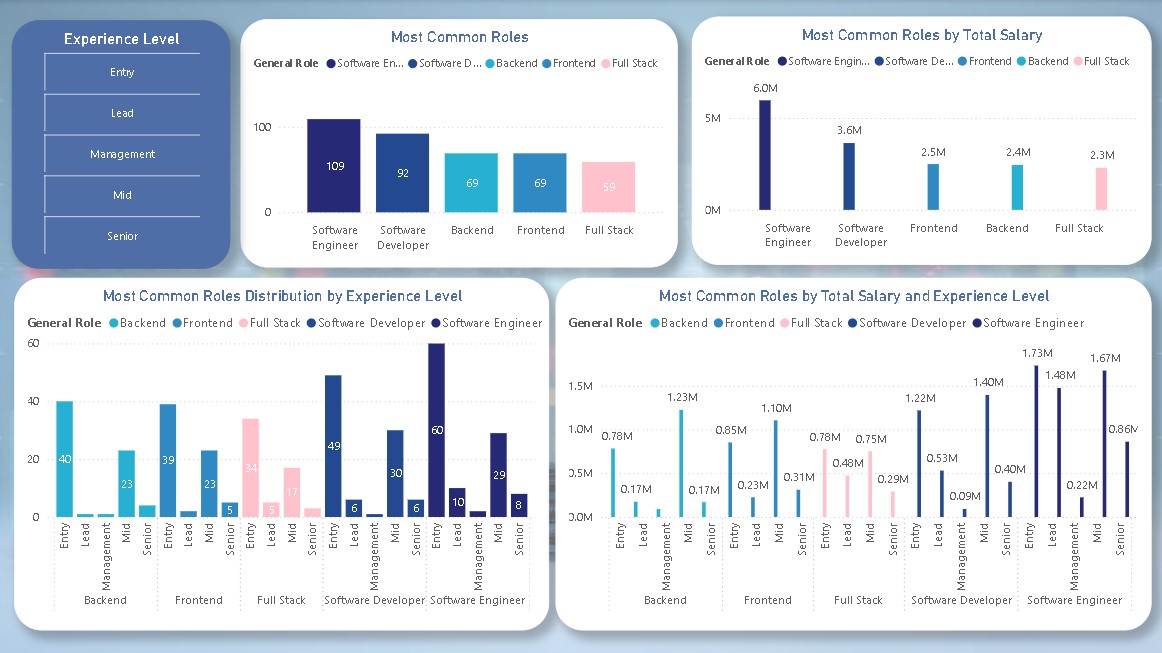 Experience Level
Entry
Lead
Management
Mid
Senior
Most Common Roles
General Role Software En... Software D... Backend Frontend Full Stack
100
0
109
92
69
69
59
Software Engineer
Software Developer
Backend
Frontend
Full Stack
Most Common Roles by Total Salary
General Role Software Engin... Software De... Frontend Backend Full Stack
5M
0M
6.0M
3.6M
2.5M
2.4M
2.3M
Software Engineer
Software Developer
Frontend
Backend
Full Stack
Most Common Roles Distribution by Experience Level
General Role Backend Frontend Full Stack Software Developer Software Engineer
60
40
20
0
40
23
39
23
5
34
5
17
49
6
30
6
60
10
29
8
Entry
Lead
Management
Mid
Senior
Entry
Lead
Mid
Senior
Entry
Lead
Mid
Senior
Entry
Lead
Management
Mid
Senior
Entry
Lead
Management
Mid
Senior
Backend
Frontend
Full Stack
Software Developer
Software Engineer
Most Common Roles by Total Salary and Experience Level
General Role Backend Frontend Full Stack Software Developer Software Engineer
1.5M
1.0M
0.5M
0.0M
0.78M
0.17M
1.23M
0.17M
0.85M
0.23M
1.10M
0.31M
0.78M
0.48M
0.75M
0.29M
1.22M
0.53M
0.09M
1.40M
0.40M
1.73M
1.48M
0.22M
1.67M
0.86M
Entry
Lead
Management
Mid
Senior
Entry
Lead
Mid
Senior
Entry
Lead
Mid
Senior
Entry
Lead
Management
Mid
Senior
Entry
Lead
Management
Mid
Senior
Backend
Frontend
Full Stack
Software Developer
Software Engineer